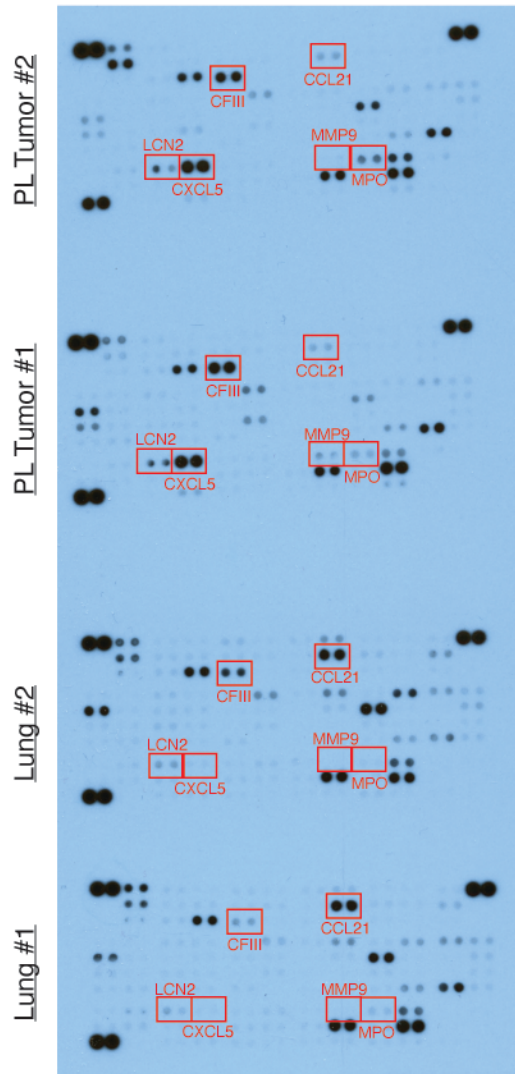 PL Tumor #2
CCL21
CFIII
LCN2
MMP9
CXCL5
MPO
PL Tumor #1
CCL21
CFIII
LCN2
MMP9
CXCL5
MPO
Lung #2
CCL21
CFIII
LCN2
MMP9
CXCL5
MPO
Lung #1
CCL21
CFIII
LCN2
MMP9
CXCL5
MPO